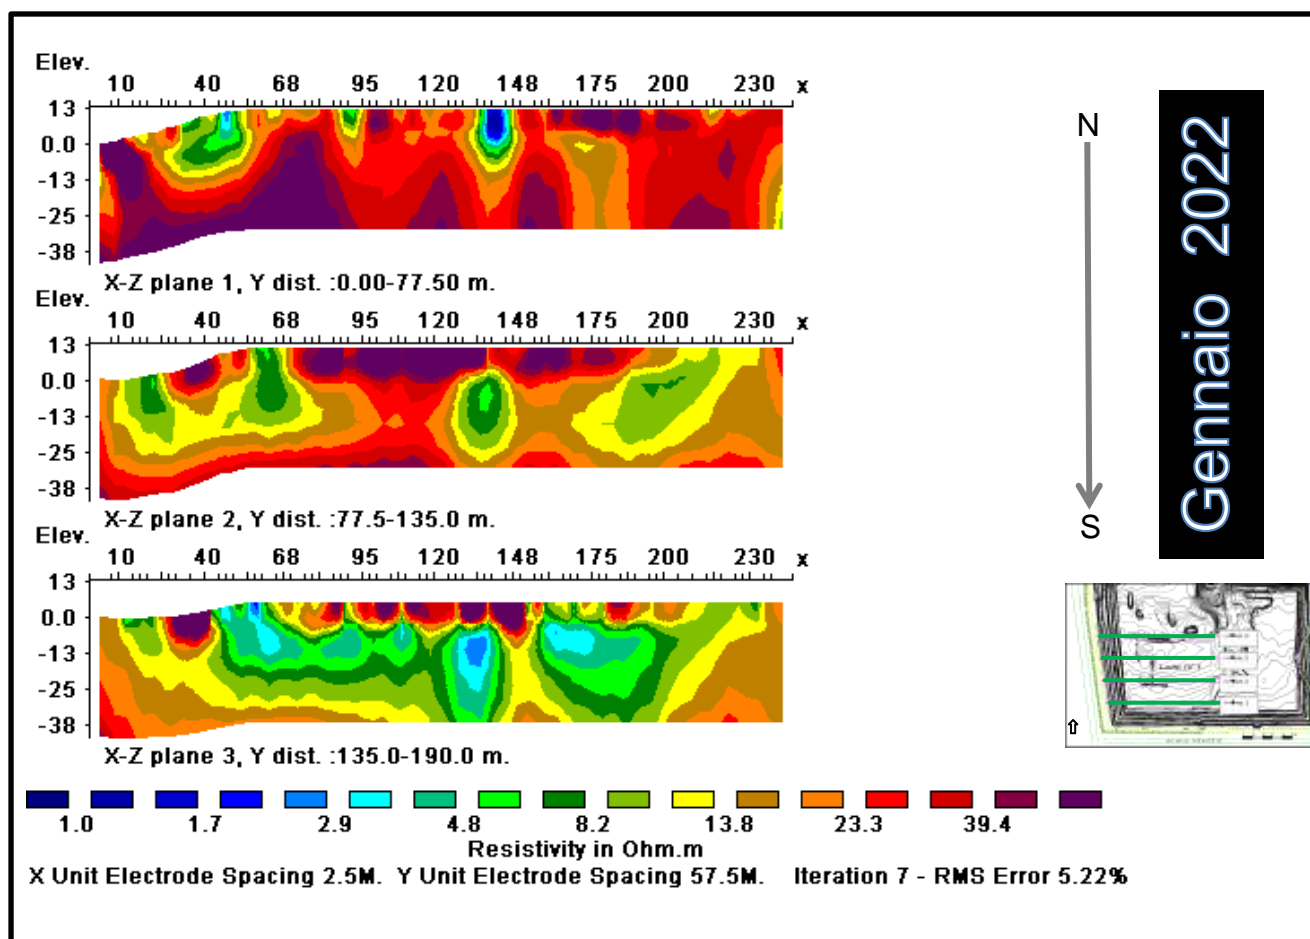 Elev.
10 40 68 95 120 148 175 200 230 x
13
0.0
-13
-25
-38
X-Z plane 1, Y dist. :0.00-77.50 m.
Elev.
10 40 68 95 120 148 175 200 230 x
13
0.0
-13
-25
-38
X-Z plane 2, Y dist. :77.5-135.0 m.
Elev.
10 40 68 95 120 148 175 200 230 x
13
0.0
-13
-25
-38
X-Z plane 3, Y dist. :135.0-190.0 m.
1.0 1.7 2.9 4.8 8.2 13.8 23.3 39.4
Resistivity in Ohm.m
X Unit Electrode Spacing 2.5M. Y Unit Electrode Spacing 57.5M. Iteration 7 - RMS Error 5.22%
N
S
Gennaio 2022